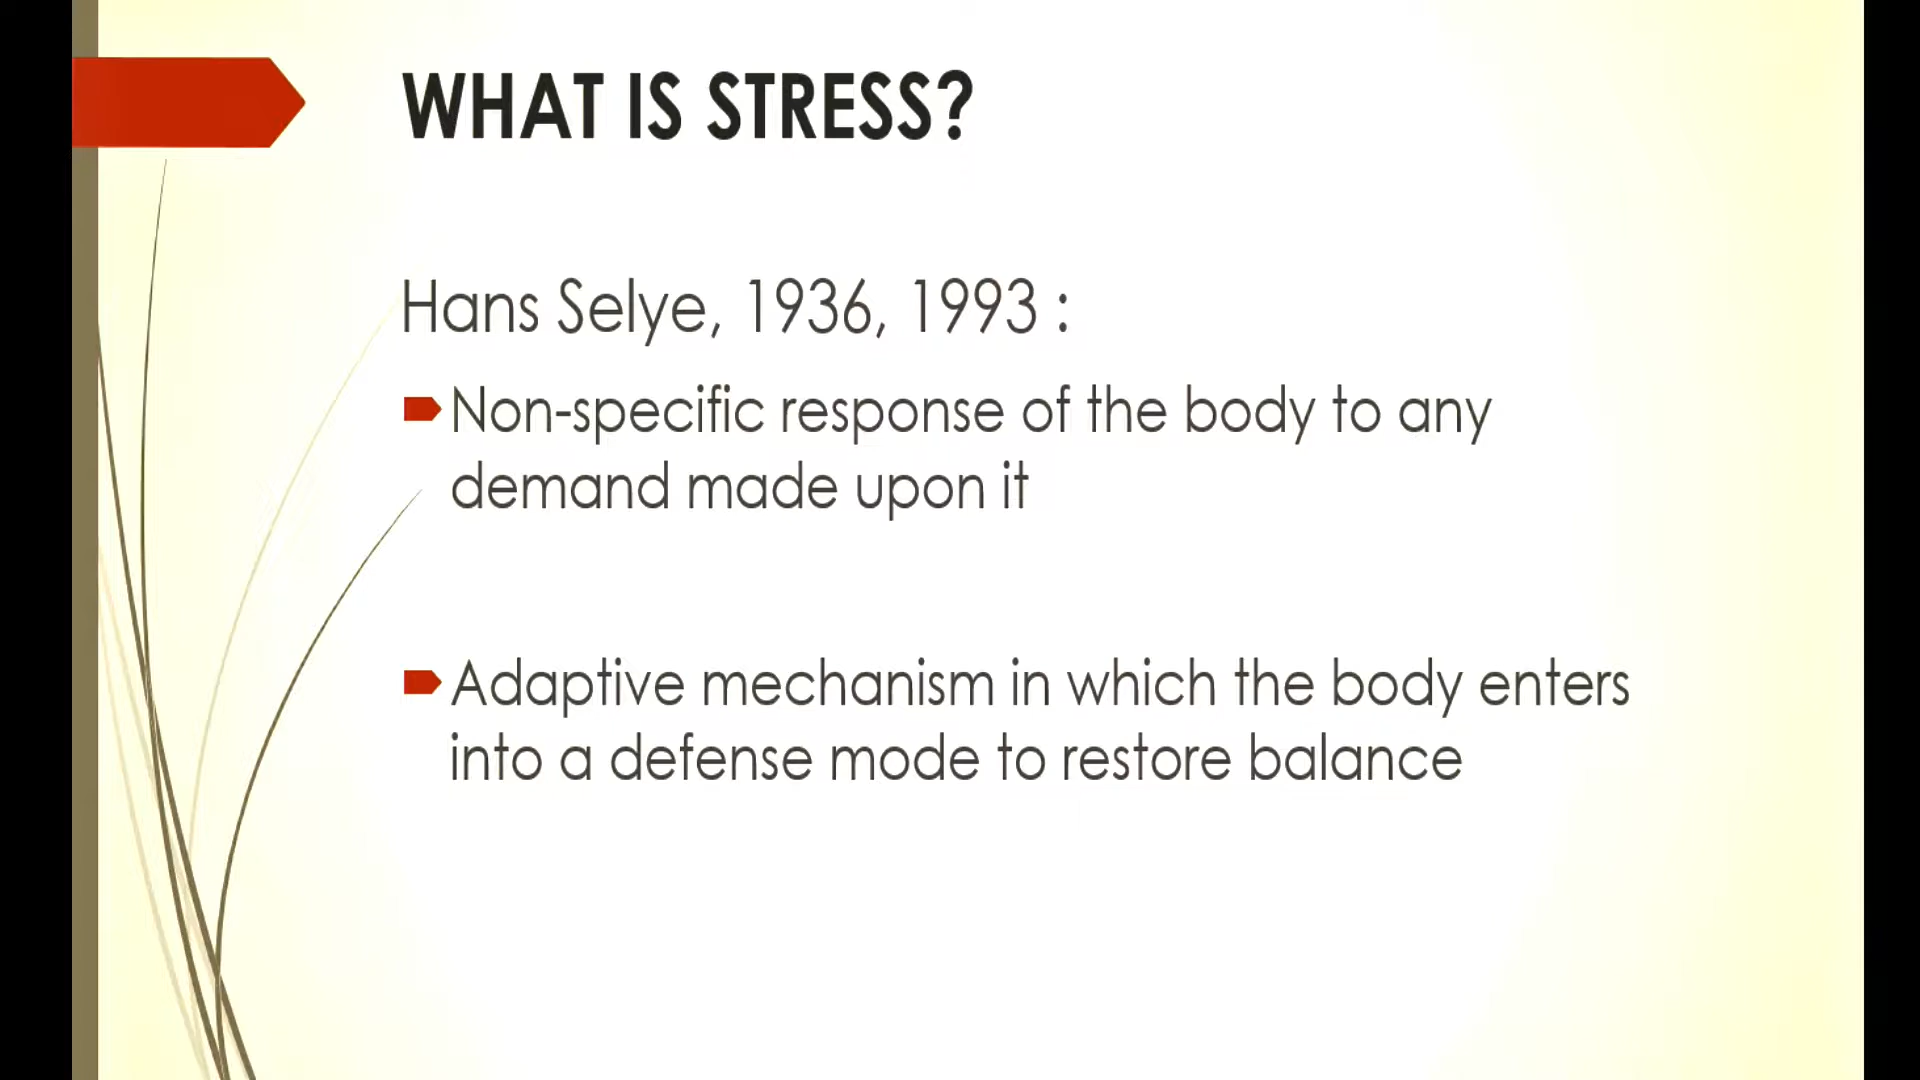 WHAT IS STRESS?
Hans Selye, 1936, 1993 :
Non-specific response of the body to any
demand made upon it
Adaptive mechanism in which the body enters
into a defense mode to restore balance